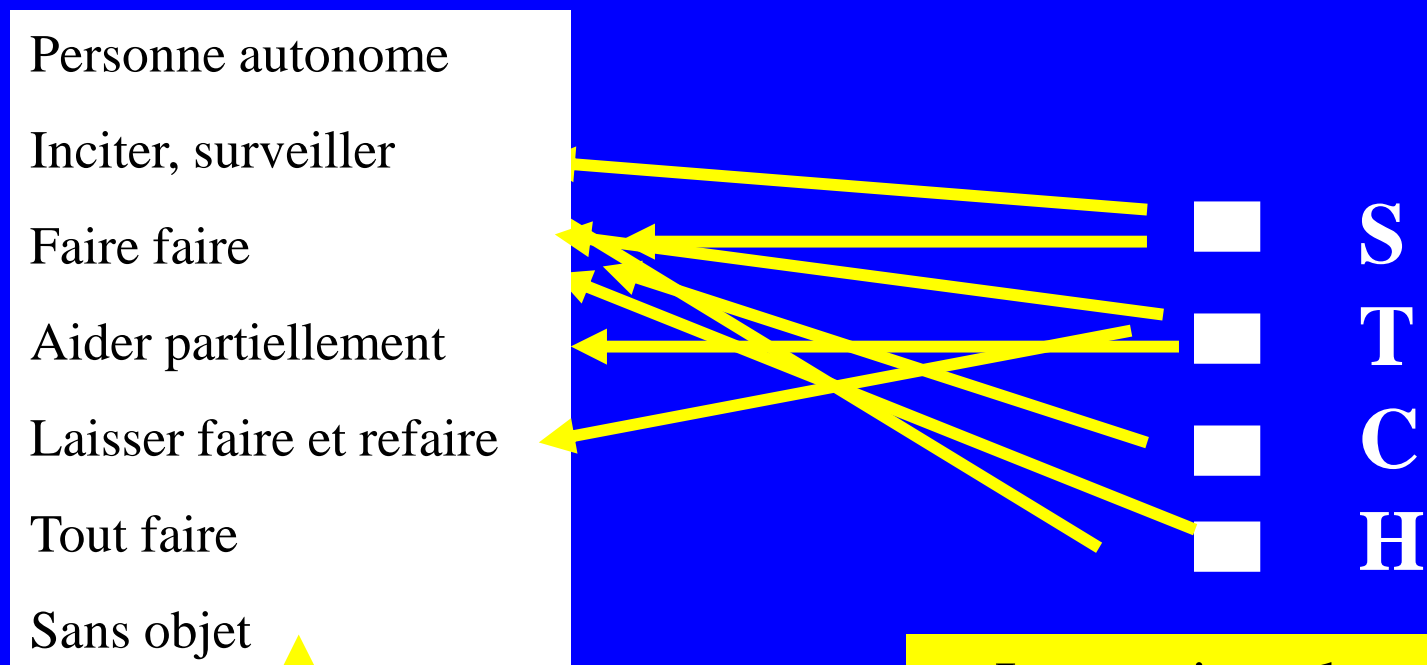 Personne autonome
Inciter, surveiller
Faire faire
Aider partiellement
Laisser faire et refaire
Tout faire
Sans objet
S
T
C
H